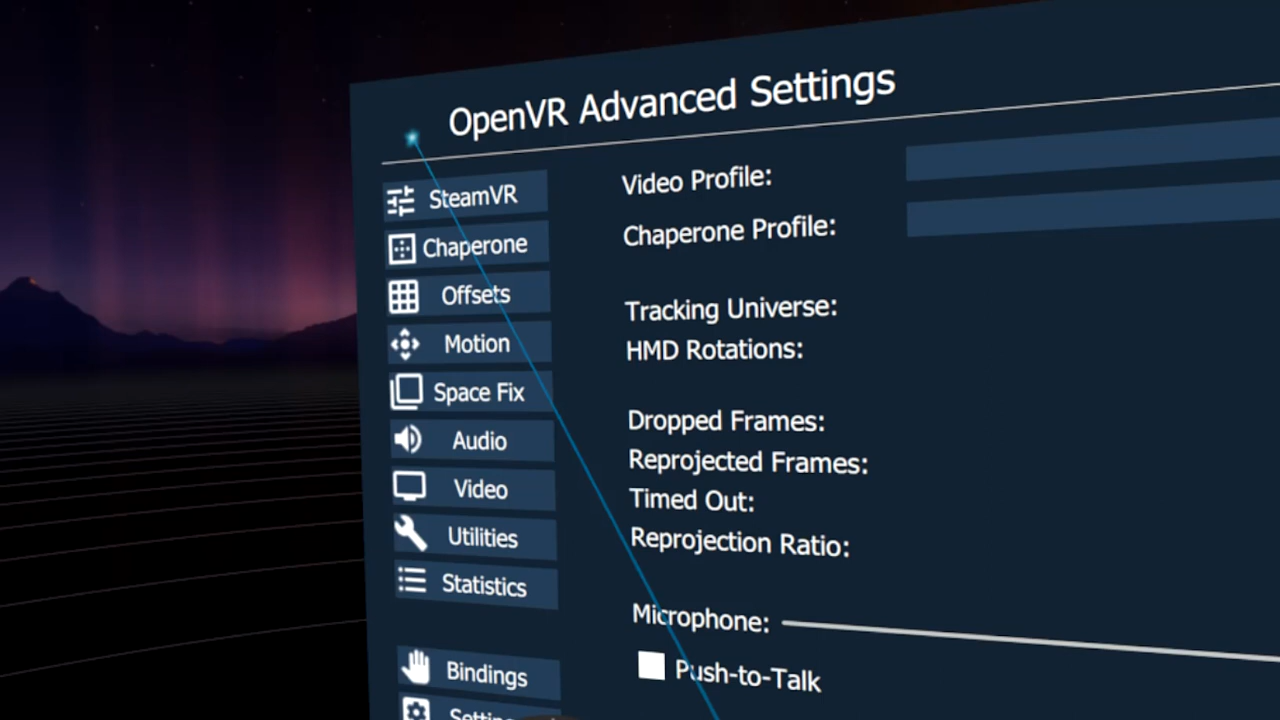 OpenVR Advanced Settings
SteamVR
Chaperone
Offsets
Motion
Space Fix
Audio
Video
Utilities
Statistics
Bindings
Video Profile:
Chaperone Profile:
Tracking Universe:
HMD Rotations:
Dropped Frames:
Reprojected Frames:
Timed Out:
Reprojection Ratio:
Microphone:
Push-to-Talk